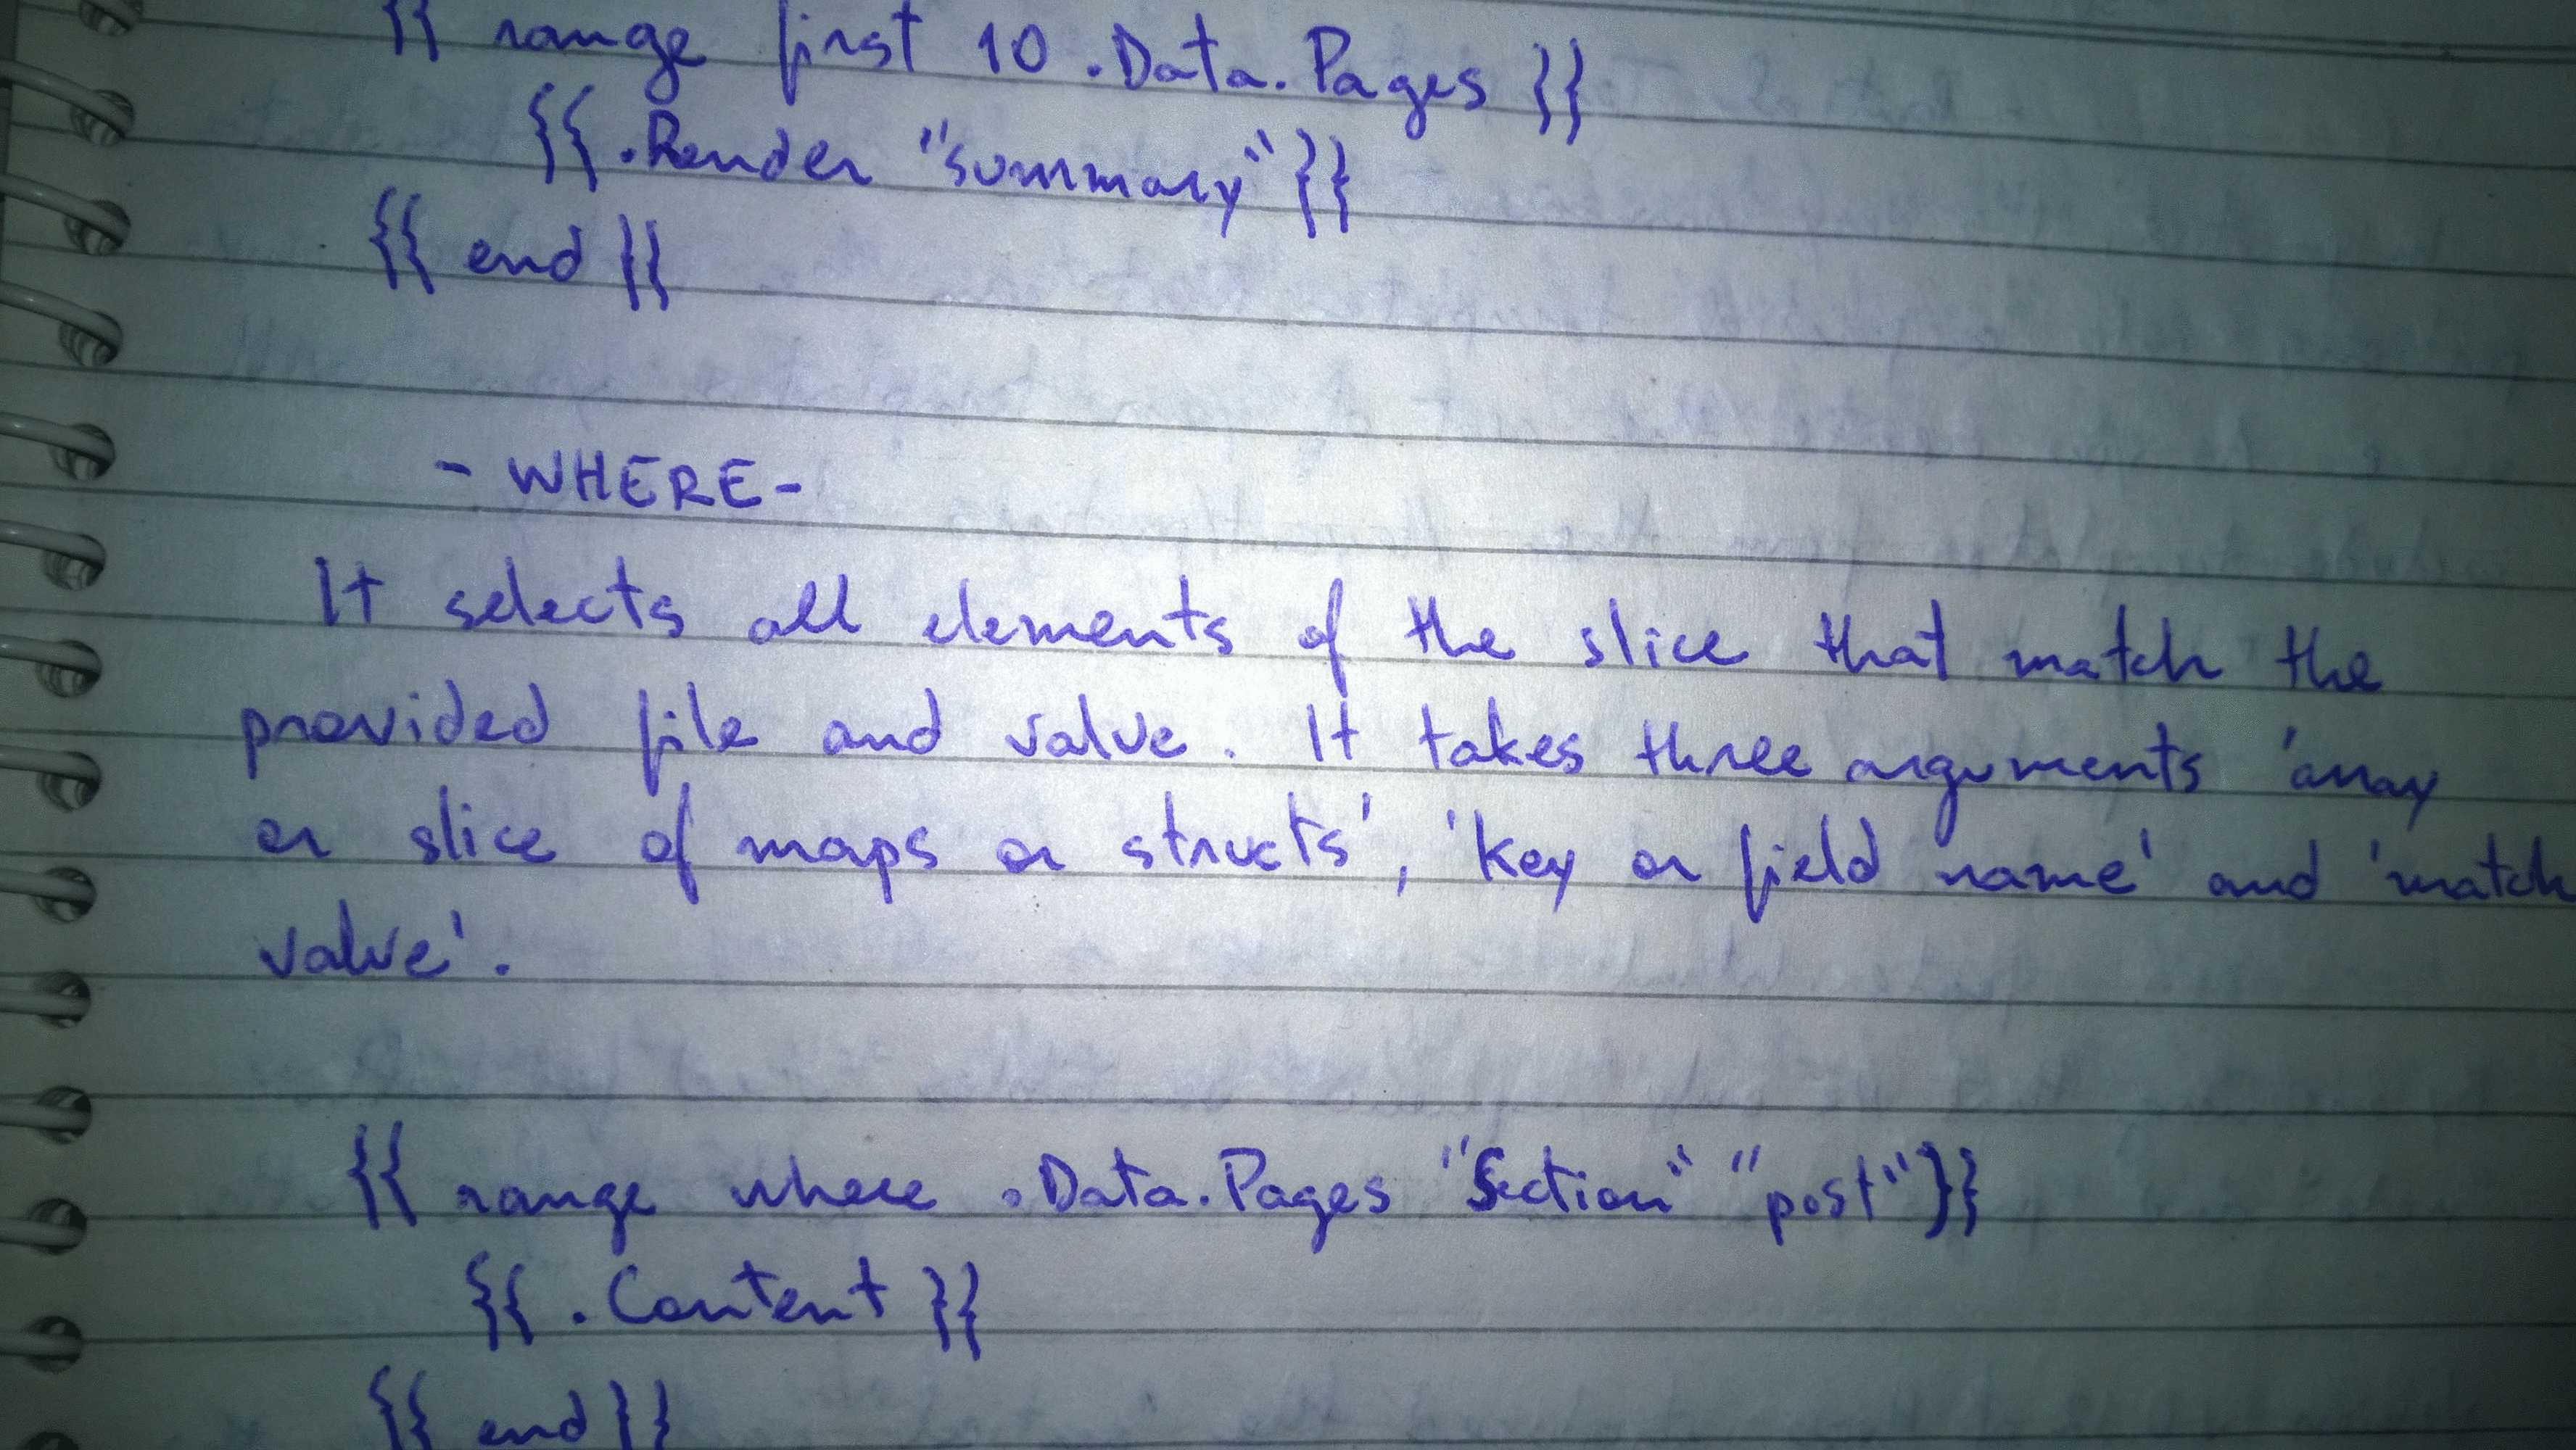 {{ range first 10 .Data.Pages }}
{{ .Render "summary" }}
{{ end }}
- WHERE -
It selects all elements of the slice that match the
provided file and value. It takes three arguments 'array
or slice of maps or structs', 'key or field name' and 'match
value'.
{{ range where .Data.Pages "Section" "post" }}
{{ .Content }}
{{ end }}